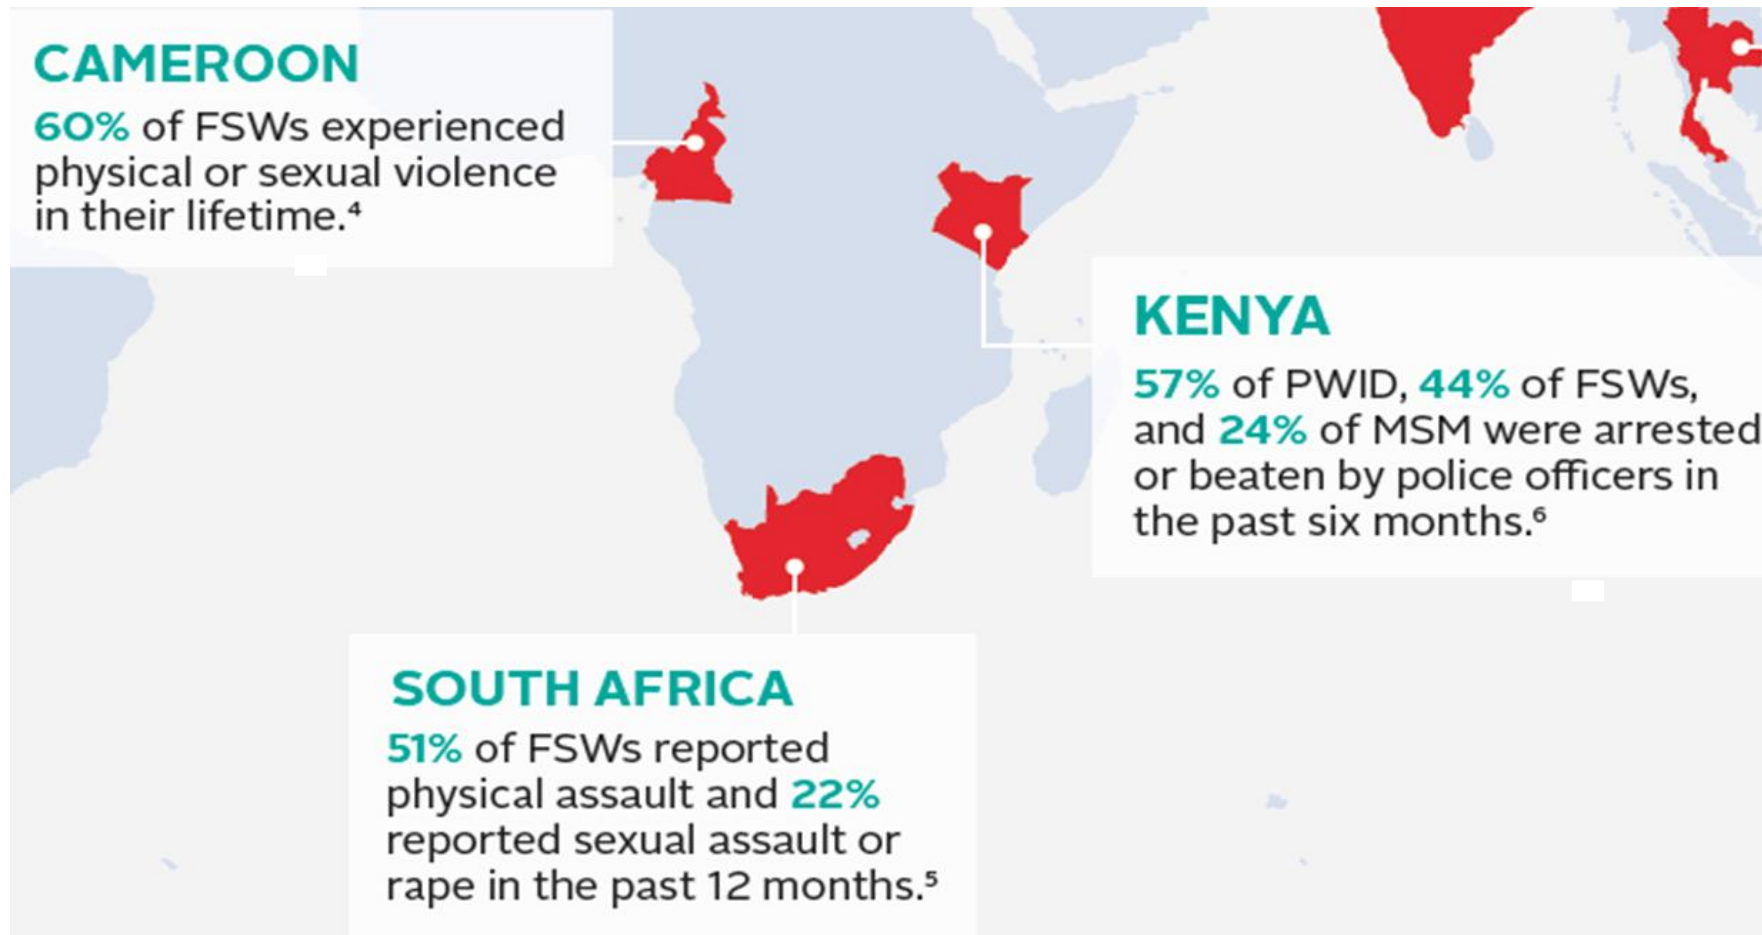 CAMEROON
60% of FSWs experienced
physical or sexual violence
in their lifetime.⁴
KENYA
57% of PWID, 44% of FSWs,
and 24% of MSM were arrested
or beaten by police officers in
the past six months.⁶
SOUTH AFRICA
51% of FSWs reported
physical assault and 22%
reported sexual assault or
rape in the past 12 months.⁵